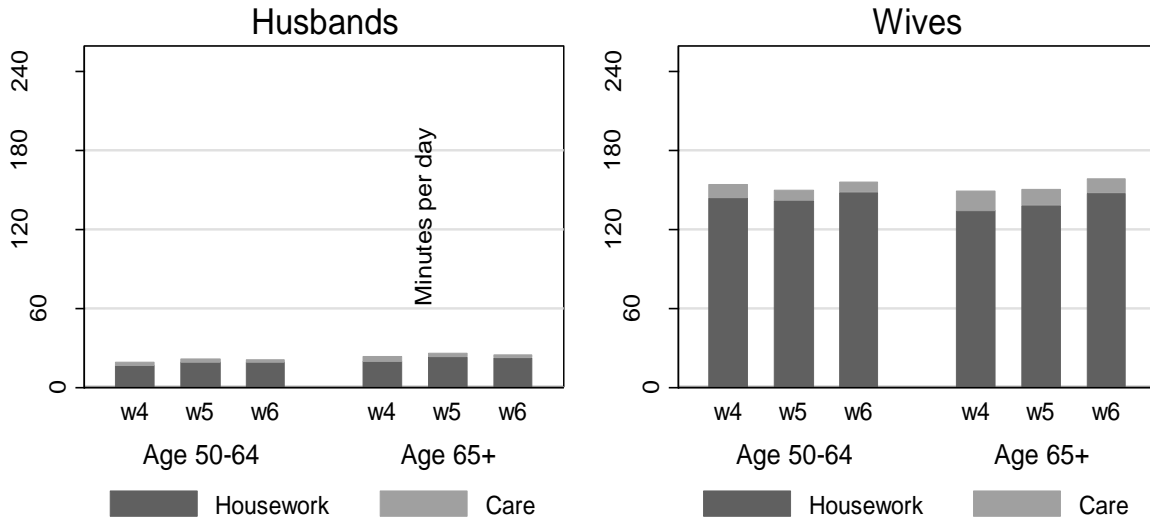 Husbands
240
180
120
60
0
Minutes per day
w4 w5 w6 w4 w5 w6
Age 50-64 Age 65+
Housework Care
Wives
240
180
120
60
0
w4 w5 w6 w4 w5 w6
Age 50-64 Age 65+
Housework Care